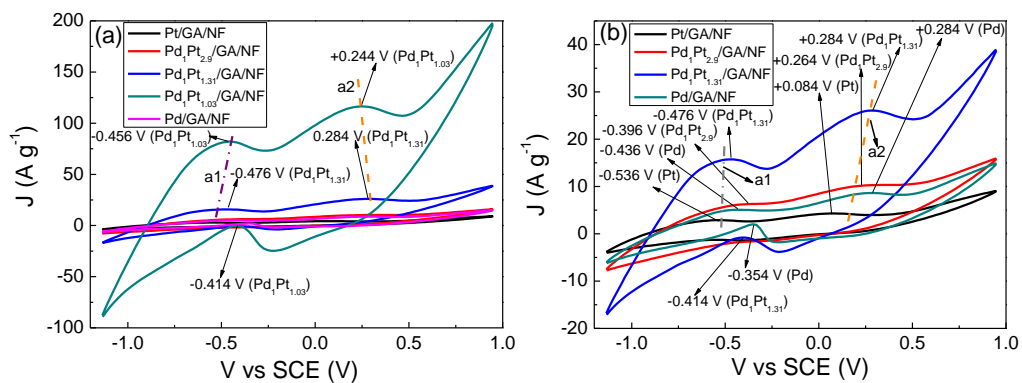 (a)
Pt/GA/NF
Pd₁Pt₂.₉/GA/NF
Pd₁Pt₁.₃₁/GA/NF
Pd₁Pt₁.₀₃/GA/NF
Pd/GA/NF
+0.244 V (Pd₁Pt₁.₀₃)
a2
-0.456 V (Pd₁Pt₁.₀₃)
0.284 V (Pd₁Pt₁.₃₁)
a1
-0.476 V (Pd₁Pt₁.₃₁)
-0.414 V (Pd₁Pt₁.₀₃)
200
150
100
50
0
-50
-100
J (A g⁻¹)
-1.0
-0.5
0.0
0.5
1.0
V vs SCE (V)
(b)
Pt/GA/NF
Pd₁Pt₂.₉/GA/NF
Pd₁Pt₁.₃₁/GA/NF
Pd/GA/NF
+0.284 V (Pd)
+0.284 V (Pd₁Pt₁.₃₁)
+0.264 V (Pd₁Pt₂.₉)
+0.084 V (Pt)
-0.476 V (Pd₁Pt₁.₃₁)
-0.396 V (Pd₁Pt₂.₉)
-0.436 V (Pd)
-0.536 V (Pt)
a1
a2
-0.354 V (Pd)
-0.414 V (Pd₁Pt₁.₃₁)
40
30
20
10
0
-10
-20
J (A g⁻¹)
-1.0
-0.5
0.0
0.5
1.0
V vs SCE (V)